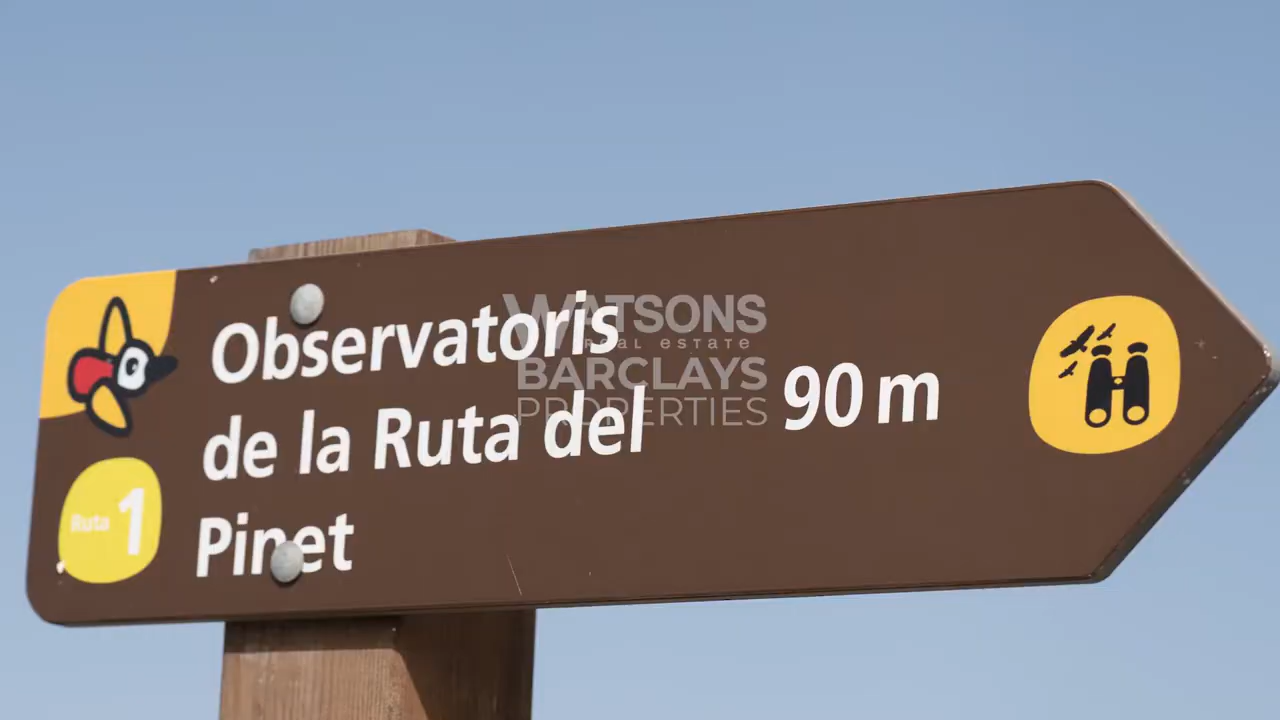 Observatoris
de la Ruta del
Pinet
90 m
Ruta 1
WATSONS
real estate
BARCLAYS
PROPERTIES